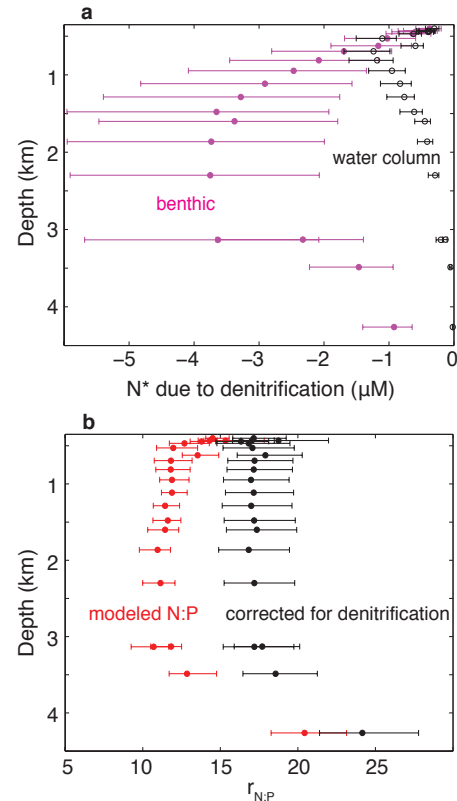 a
1
2
3
4
Depth (km)
water column
benthic
−5 −4 −3 −2 −1 0
N* due to denitrification (μM)
b
1
2
3
4
Depth (km)
modeled N:P corrected for denitrification
5 10 15 20 25
r N:P